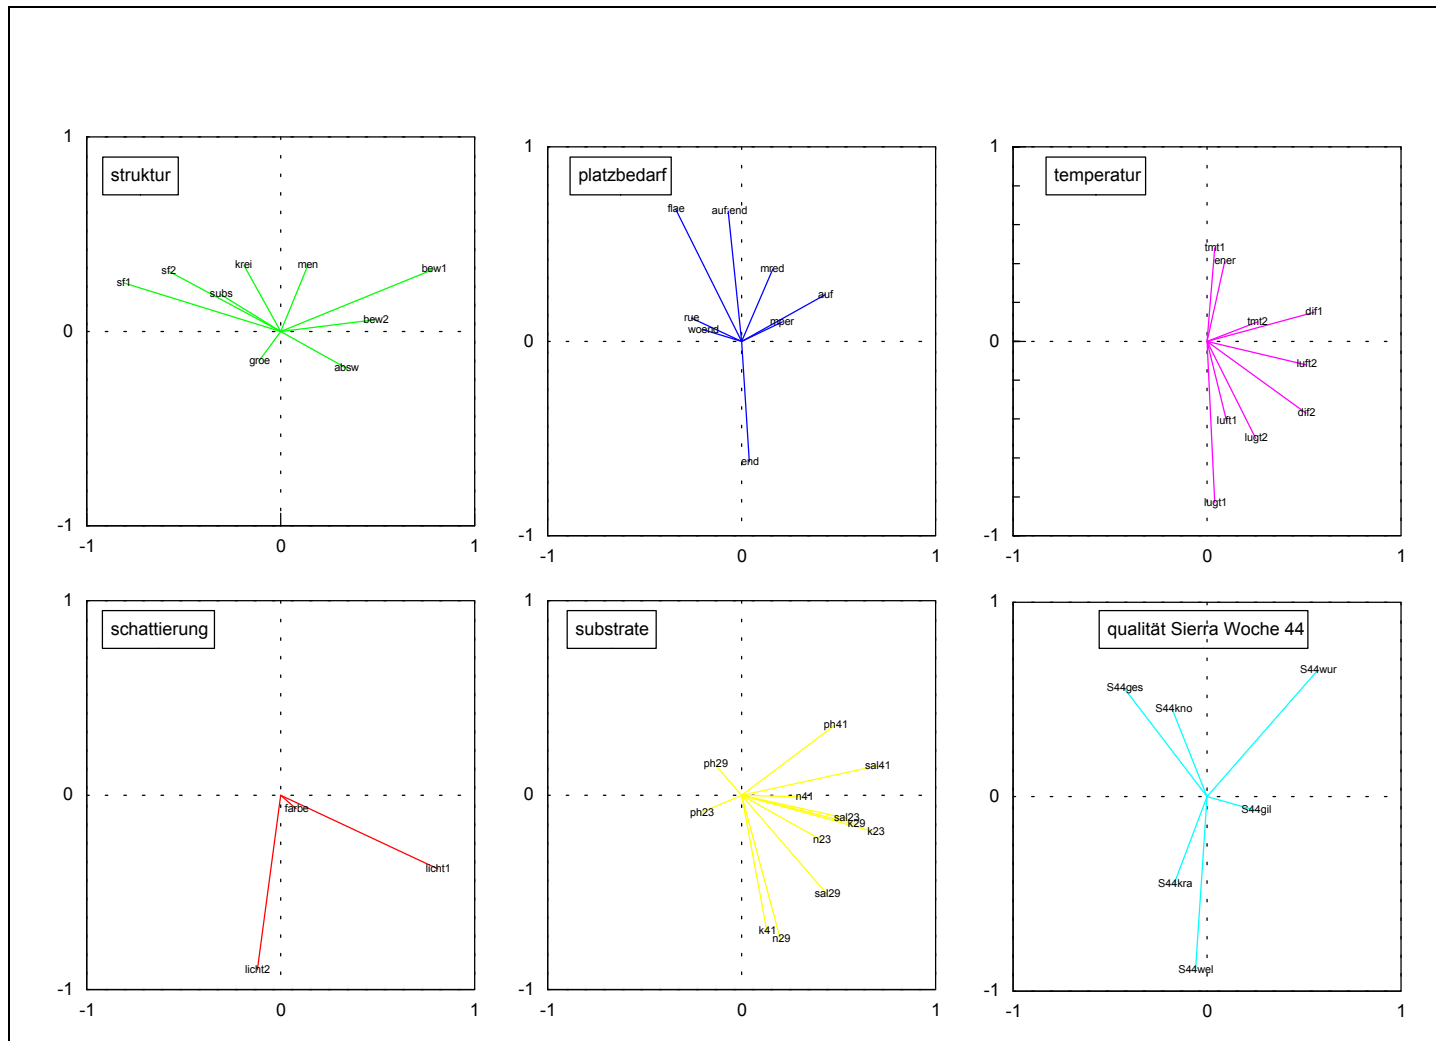 1
struktur
sf1
sf2
subs
krei
men
bew1
bew2
groe
absw
0
-1
-1
0
1
1
platzbedarf
flae
auf.end
mred
auf
rue
woend
mper
end
0
-1
-1
0
1
1
temperatur
tmt1
ener
dif1
tmt2
luft2
dif2
luft1
lugt2
lugt1
0
-1
-1
0
1
1
schattierung
farbe
licht1
licht2
0
-1
-1
0
1
1
substrate
ph41
ph29
sal41
n41
ph23
sal23
k29
k23
n23
sal29
k41
n29
0
-1
-1
0
1
1
qualität Sierra Woche 44
S44wur
S44ges
S44kno
S44gil
S44kra
S44wel
0
-1
-1
0
1